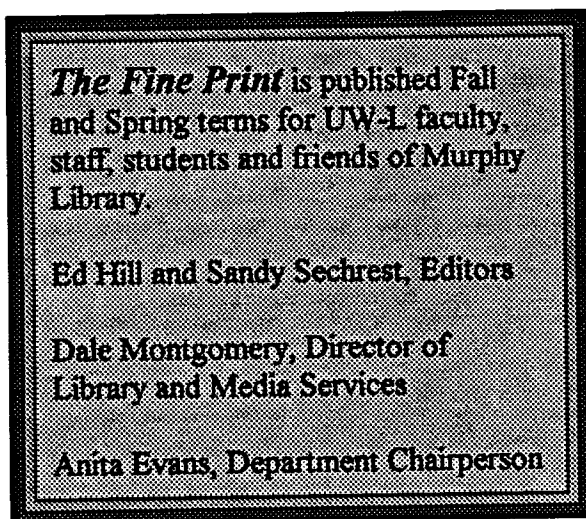 The Fine Print is published Fall
and Spring terms for UW-L faculty,
staff, students and friends of Murphy
Library.
Ed Hill and Sandy Sechrest, Editors
Dale Montgomery, Director of
Library and Media Services
Anita Evans, Department Chairperson